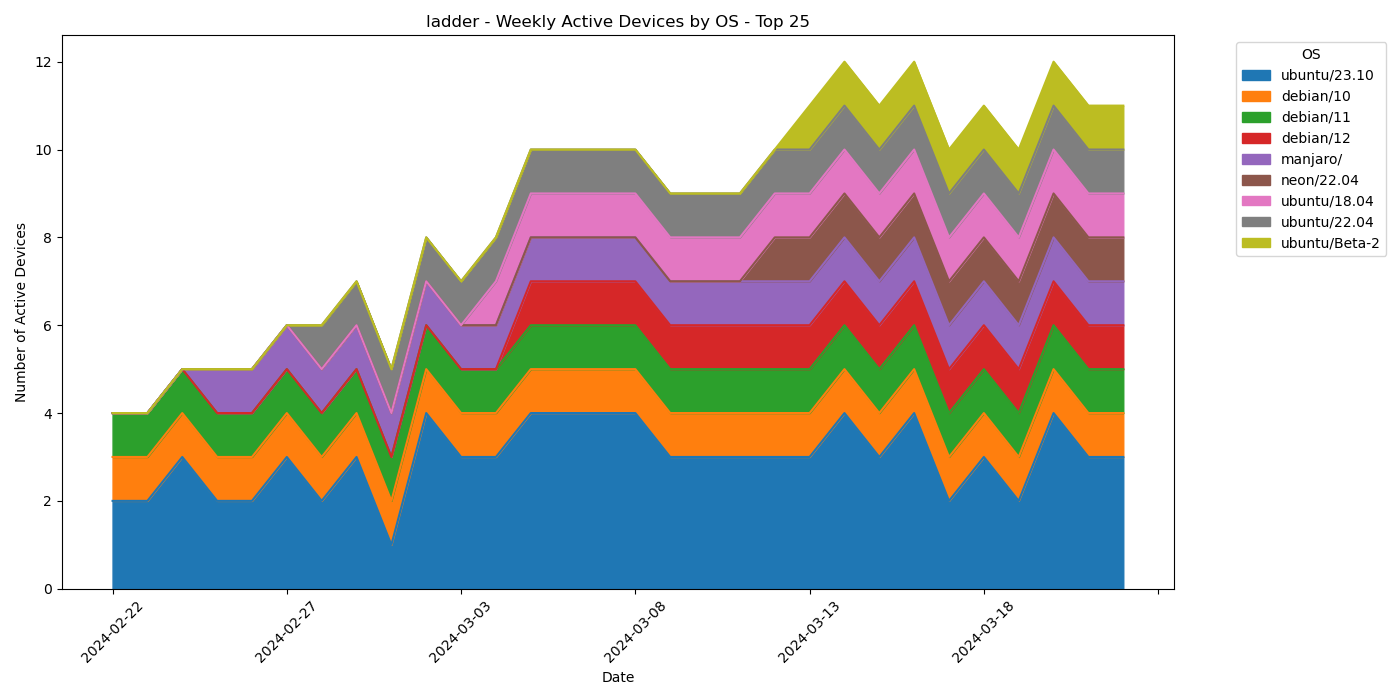 ladder - Weekly Active Devices by OS - Top 25
12
10
8
6
4
2
0
Number of Active Devices
2024-02-22
2024-02-27
2024-03-03
2024-03-08
2024-03-13
2024-03-18
Date
OS
ubuntu/23.10
debian/10
debian/11
debian/12
manjaro/
neon/22.04
ubuntu/18.04
ubuntu/22.04
ubuntu/Beta-2